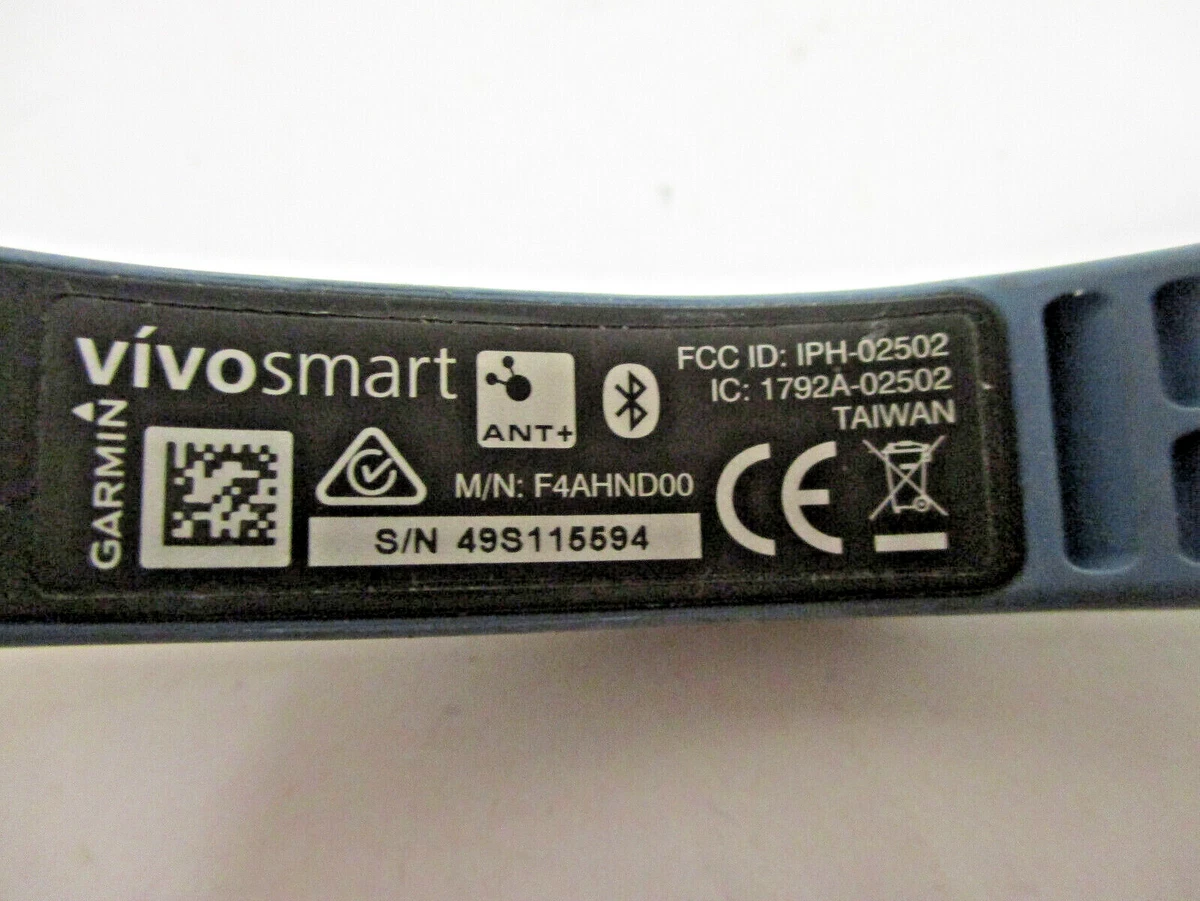 vívosmart
GARMIN
ANT+
FCC ID: IPH-02502
IC: 1792A-02502
TAIWAN
M/N: F4AHND00
S/N 49S115594
CE